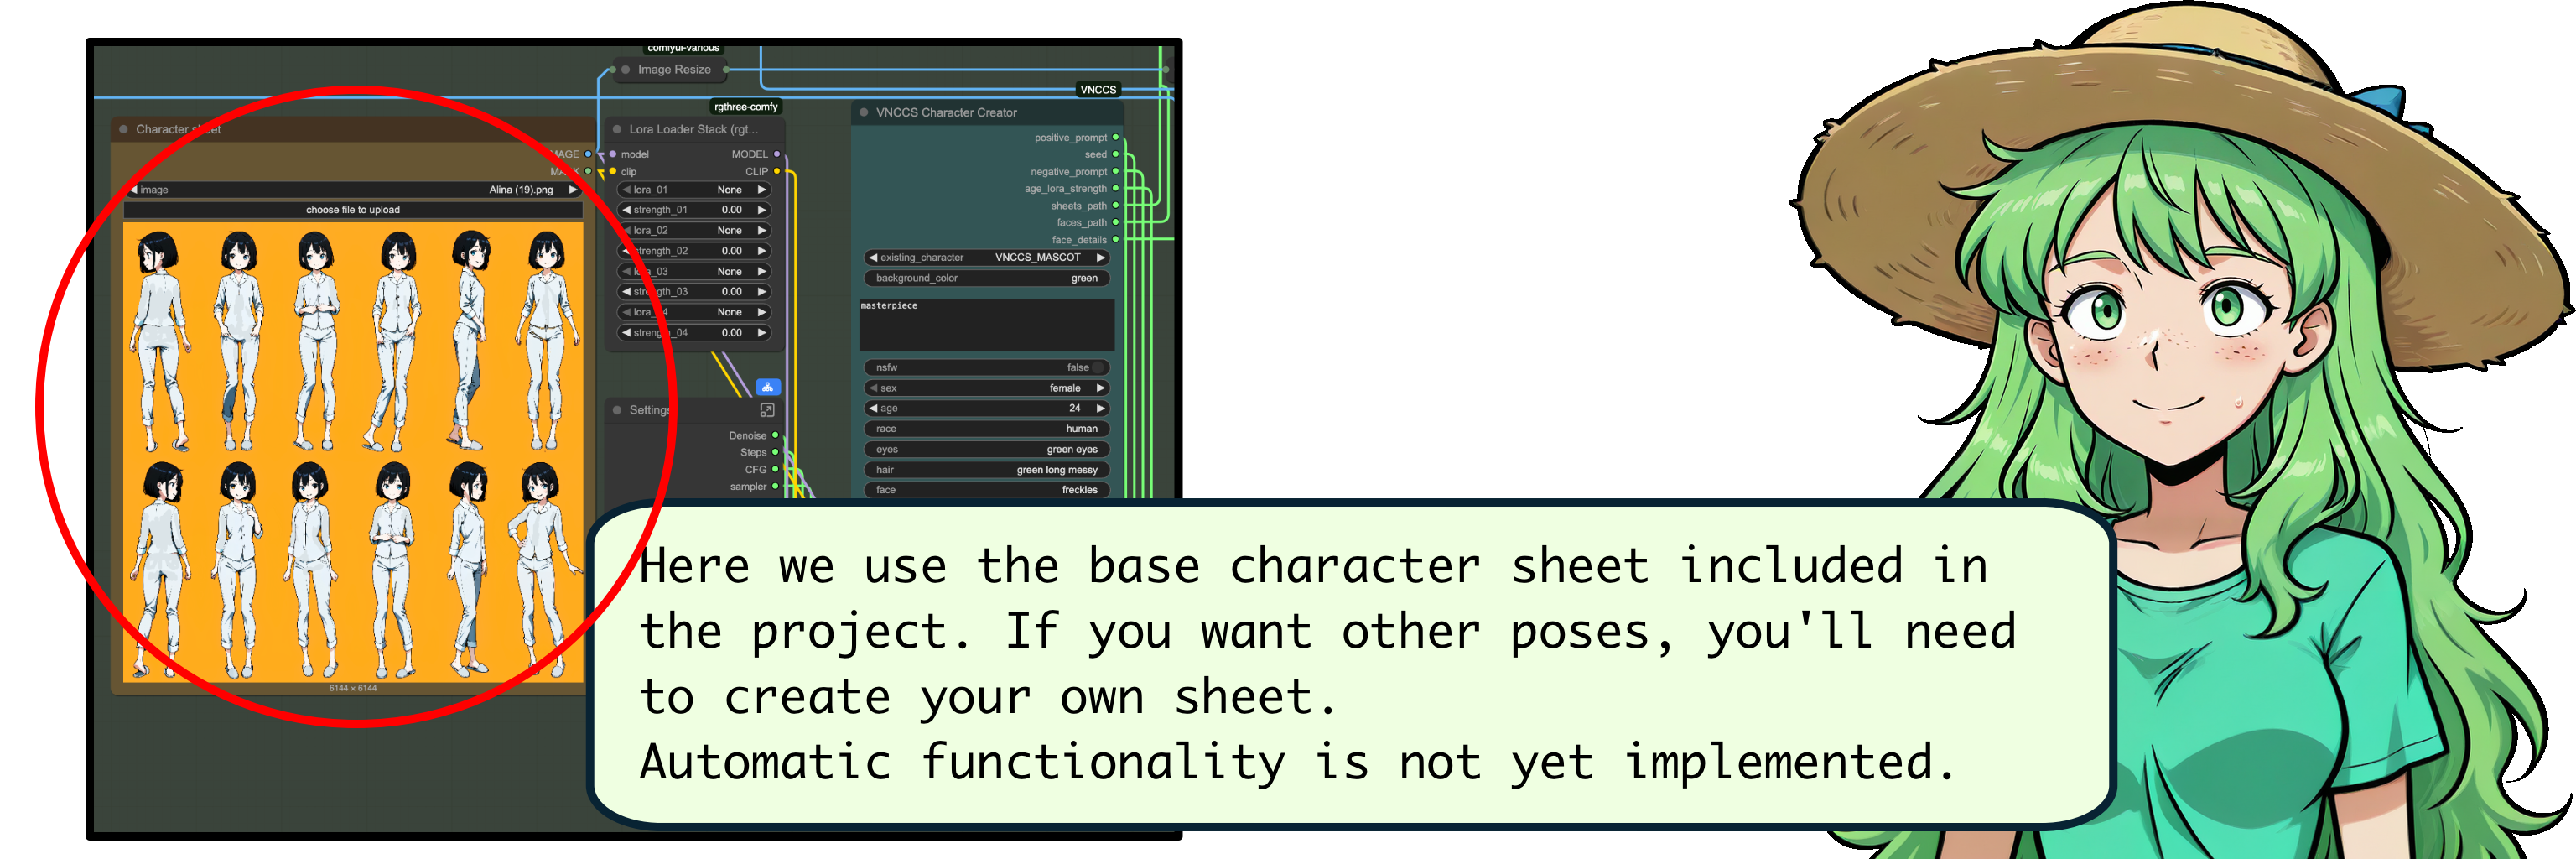 comfyui-various
Image Resize
VNCCS
rgthree-comfy
Character sheet
IMAGE
MASK
image
Alina (19).png
choose file to upload
6144 × 6144
Lora Loader Stack (rgt...
model
MODEL
clip
CLIP
lora_01
None
strength_01
0.00
lora_02
None
strength_02
0.00
lora_03
None
strength_03
0.00
lora_04
None
strength_04
0.00
Settings
Denoise
Steps
CFG
sampler
VNCCS Character Creator
positive_prompt
seed
negative_prompt
age_lora_strength
sheets_path
faces_path
face_details
existing_character
VNCCS_MASCOT
background_color
green
masterpiece
nsfw
false
sex
female
age
24
race
human
eyes
green eyes
hair
green long messy
face
freckles
Here we use the base character sheet included in
the project. If you want other poses, you'll need
to create your own sheet.
Automatic functionality is not yet implemented.